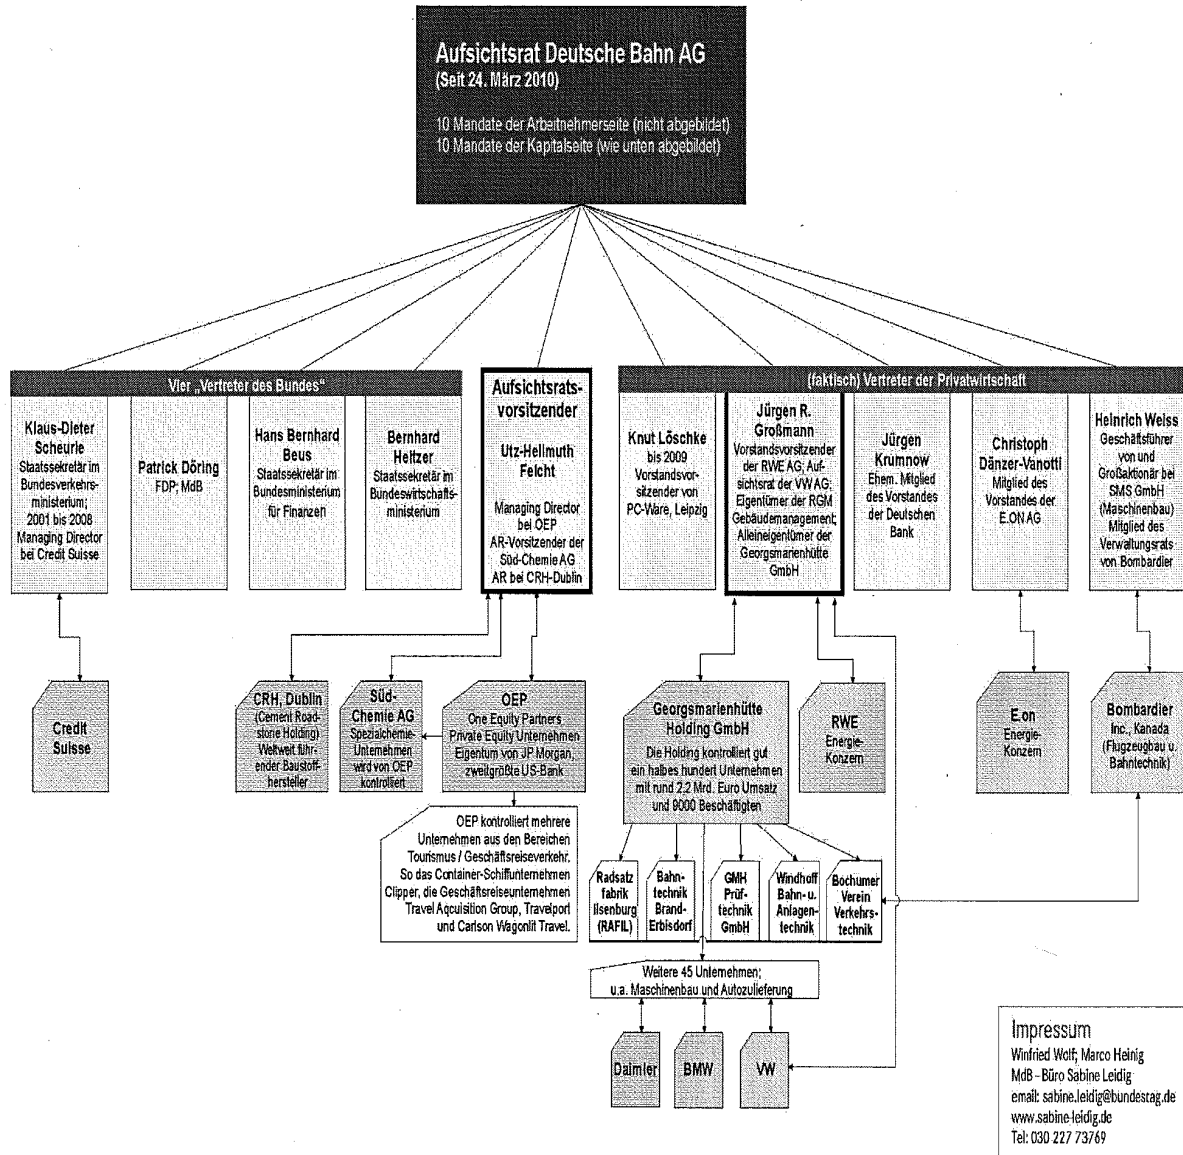 Aufsichtsrat Deutsche Bahn AG
(Seit 24. März 2010)
10 Mandate der Arbeitnehmerseite (nicht abgebildet)
10 Mandate der Kapitalseite (wie unten abgebildet)
Vier „Vertreter des Bundes“
Klaus-Dieter
Scheurle
Staatssekretär im
Bundesverkehrs-
ministerium;
2001 bis 2008
Managing Director
bei Credit Suisse
Patrick Döring
FDP; MdB
Hans Bernhard
Beus
Staatssekretär im
Bundesministerium
für Finanzen
Bernhard
Heitzer
Staatssekretär im
Bundeswirtschafts-
ministerium
Aufsichtsrats-
vorsitzender
Utz-Hellmuth
Felcht
Managing Director
bei OEP
AR-Vorsitzender der
Süd-Chemie AG
AR bei CRH-Dublin
(faktisch) Vertreter der Privatwirtschaft
Knut Löschke
bis 2009
Vorstandsvor-
sitzender von
PC-Ware, Leipzig
Jürgen R.
Großmann
Vorstandsvorsitzender
der RWE AG; Auf-
sichtsrat der VW AG;
Eigentümer der RGM
Gebäudemanagement;
Alleineigentümer der
Georgsmarienhütte
GmbH
Jürgen
Krumnow
Ehem. Mitglied
des Vorstandes
der Deutschen
Bank
Christoph
Dänzer-Vanotti
Mitglied des
Vorstandes der
E.ON AG
Heinrich Weiss
Geschäftsführer
von und
Großaktionär bei
SMS GmbH
(Maschinenbau)
Mitglied des
Verwaltungsrats
von Bombardier
Credit
Suisse
CRH, Dublin
(Cement Road-
stone Holding)
Weltweit füh-
render Baustoff-
hersteller
Süd-
Chemie AG
Spezialchemie-
Unternehmen
wird von OEP
kontrolliert
OEP
One Equity Partners
Private Equity Unternehmen
Eigentum von JP Morgan,
zweitgrößte US-Bank
OEP kontrolliert mehrere
Unternehmen aus den Bereichen
Tourismus / Geschäftsreiseverkehr.
So das Container-Schiffunternehmen
Clipper, die Geschäftsreiseunternehmen
Travel Aqcuisition Group, Travelport
und Carlson Wagonlit Travel.
Georgsmarienhütte
Holding GmbH
Die Holding kontrolliert gut
ein halbes hundert Unternehmen
mit rund 2,2 Mrd. Euro Umsatz
und 9000 Beschäftigten
RWE
Energie-
Konzern
E.on
Energie-
Konzern
Bombardier
Inc., Kanada
(Flugzeugbau u.
Bahntechnik)
Radsatz
fabrik
Ilsenburg
(RAFIL)
Bahn-
technik
Brand-
Erbisdorf
GMH
Prüf-
technik
GmbH
Windhoff
Bahn- u.
Anlagen-
technik
Bochumer
Verein
Verkehrs-
technik
Weitere 45 Unternehmen;
u.a. Maschinenbau und Autozulieferung
Daimler
BMW
VW
Impressum
Winfried Wolf; Marco Heinig
MdB – Büro Sabine Leidig
email: sabine.leidig@bundestag.de
www.sabine-leidig.de
Tel: 030 227 73769